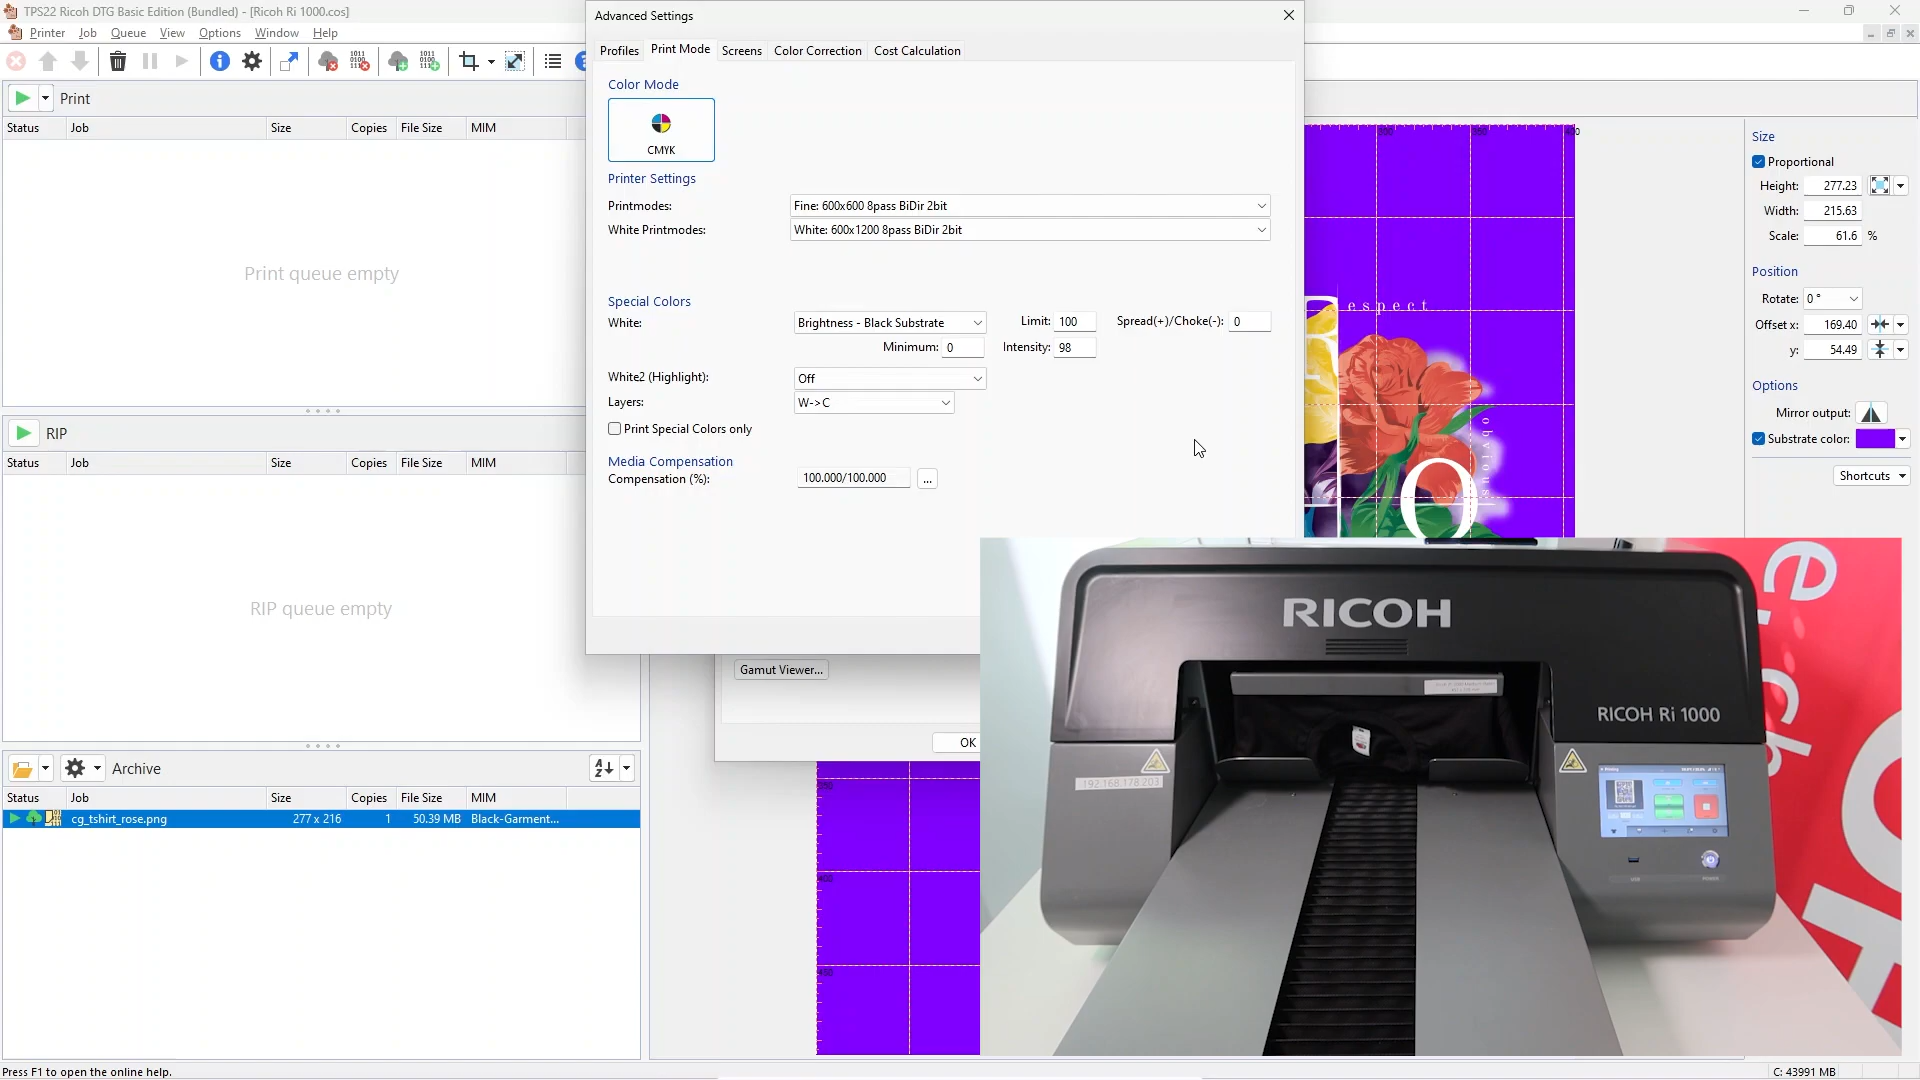 TPS22 Ricoh DTG Basic Edition (Bundled) - [Ricoh Ri 1000.cos]
Printer Job Queue View Options Window Help
Print
Status Job Size Copies File Size MIM
Print queue empty
RIP
Status Job Size Copies File Size MIM
RIP queue empty
Archive
Status Job Size Copies File Size MIM
cg_tshirt_rose.png 277 x 216 1 50.39 MB Black-Garment...
Press F1 to open the online help.
Advanced Settings
Profiles Print Mode Screens Color Correction Cost Calculation
Color Mode
CMYK
Printer Settings
Printmodes: Fine: 600x600 8pass BiDir 2bit
White Printmodes: White: 600x1200 8pass BiDir 2bit
Special Colors
White: Brightness - Black Substrate Limit: 100 Spread(+)/Choke(-): 0
Minimum: 0 Intensity: 98
White2 (Highlight): Off
Layers: W->C
Print Special Colors only
Media Compensation
Compensation (%): 100.000/100.000 ...
Gamut Viewer...
OK
espect
obvious
O
Size
Proportional
Height: 277.23
Width: 215.63
Scale: 61.6 %
Position
Rotate: 0 °
Offset x: 169.40
y: 54.49
Options
Mirror output:
Substrate color:
Shortcuts
RICOH
RICOH Ri 1000
192.168.178.203
C: 43991 MB